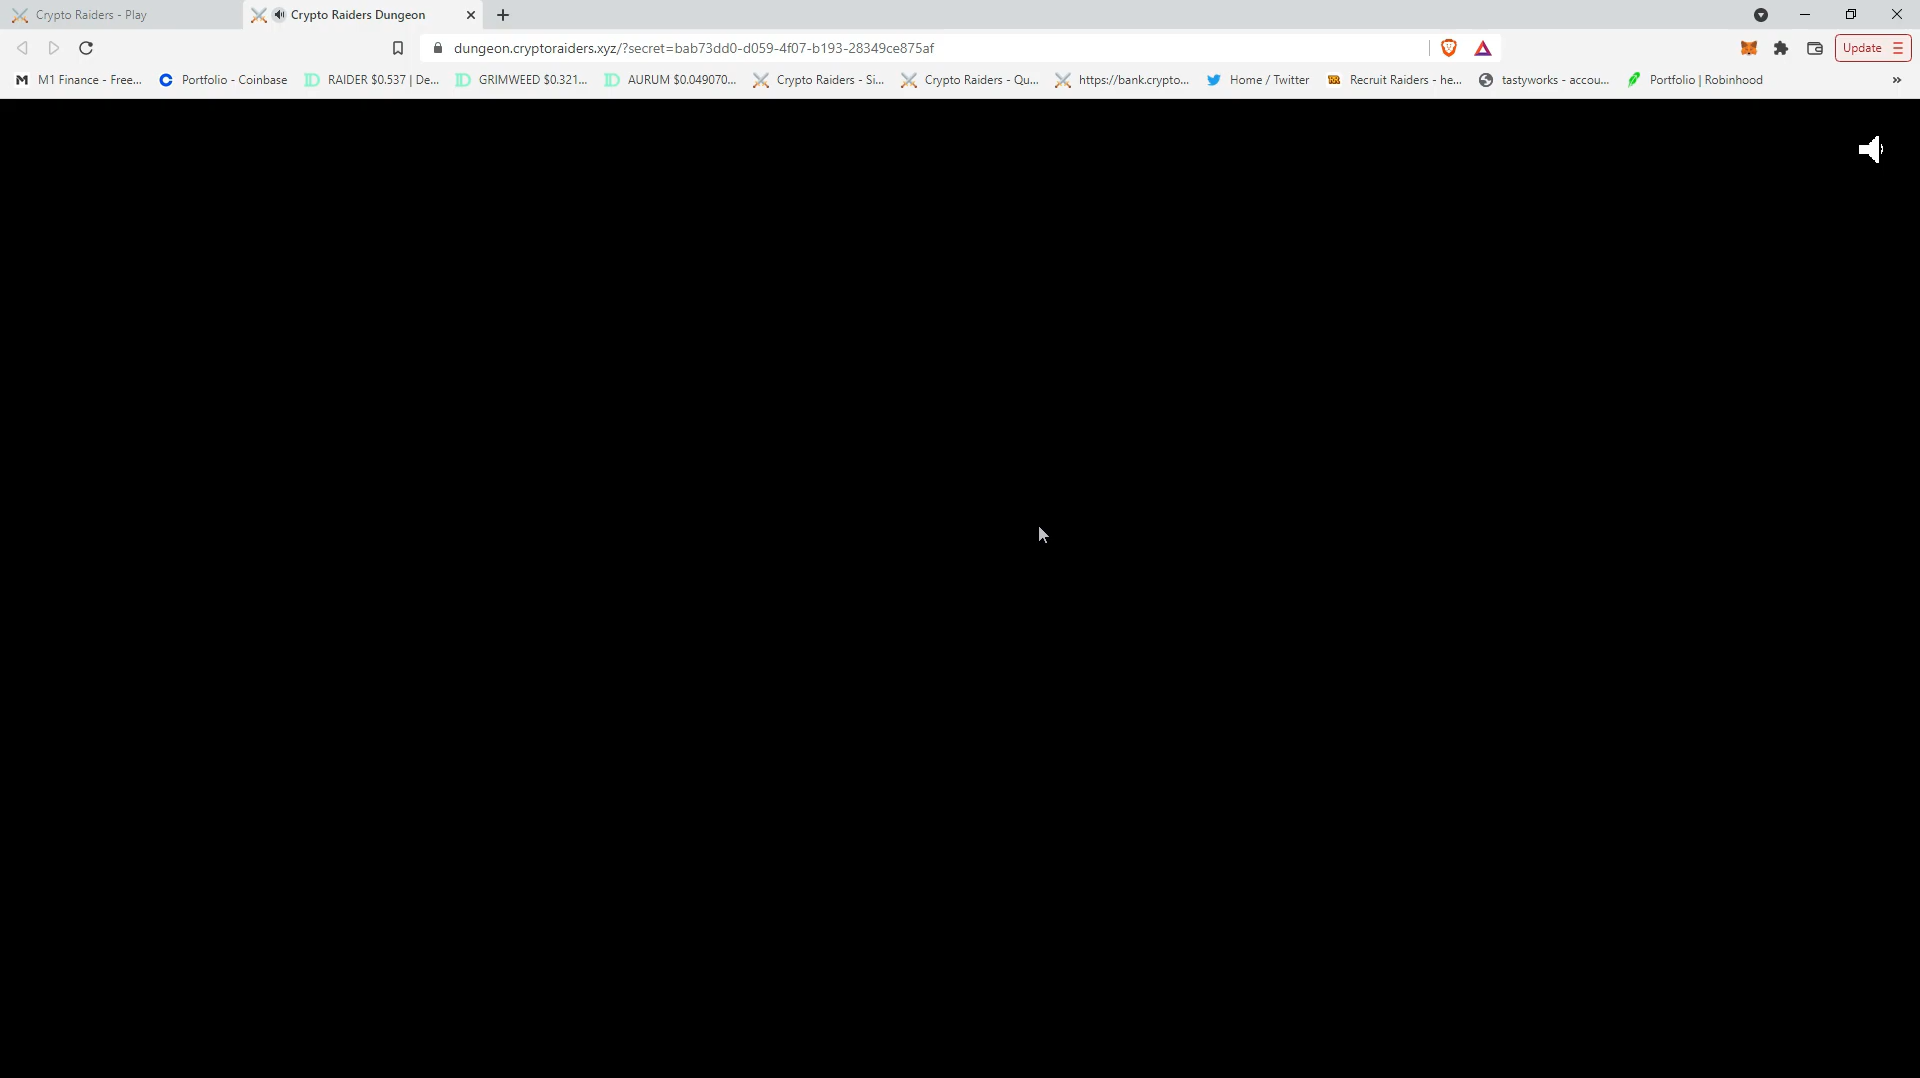 Crypto Raiders - Play
Crypto Raiders Dungeon
dungeon.cryptoraiders.xyz/?secret=bab73dd0-d059-4f07-b193-28349ce875af
Update
M1 Finance - Free...
Portfolio - Coinbase
RAIDER $0.537 | De...
GRIMWEED $0.321...
AURUM $0.049070...
Crypto Raiders - Si...
Crypto Raiders - Qu...
https://bank.crypto...
Home / Twitter
Recruit Raiders - he...
tastyworks - accou...
Portfolio | Robinhood